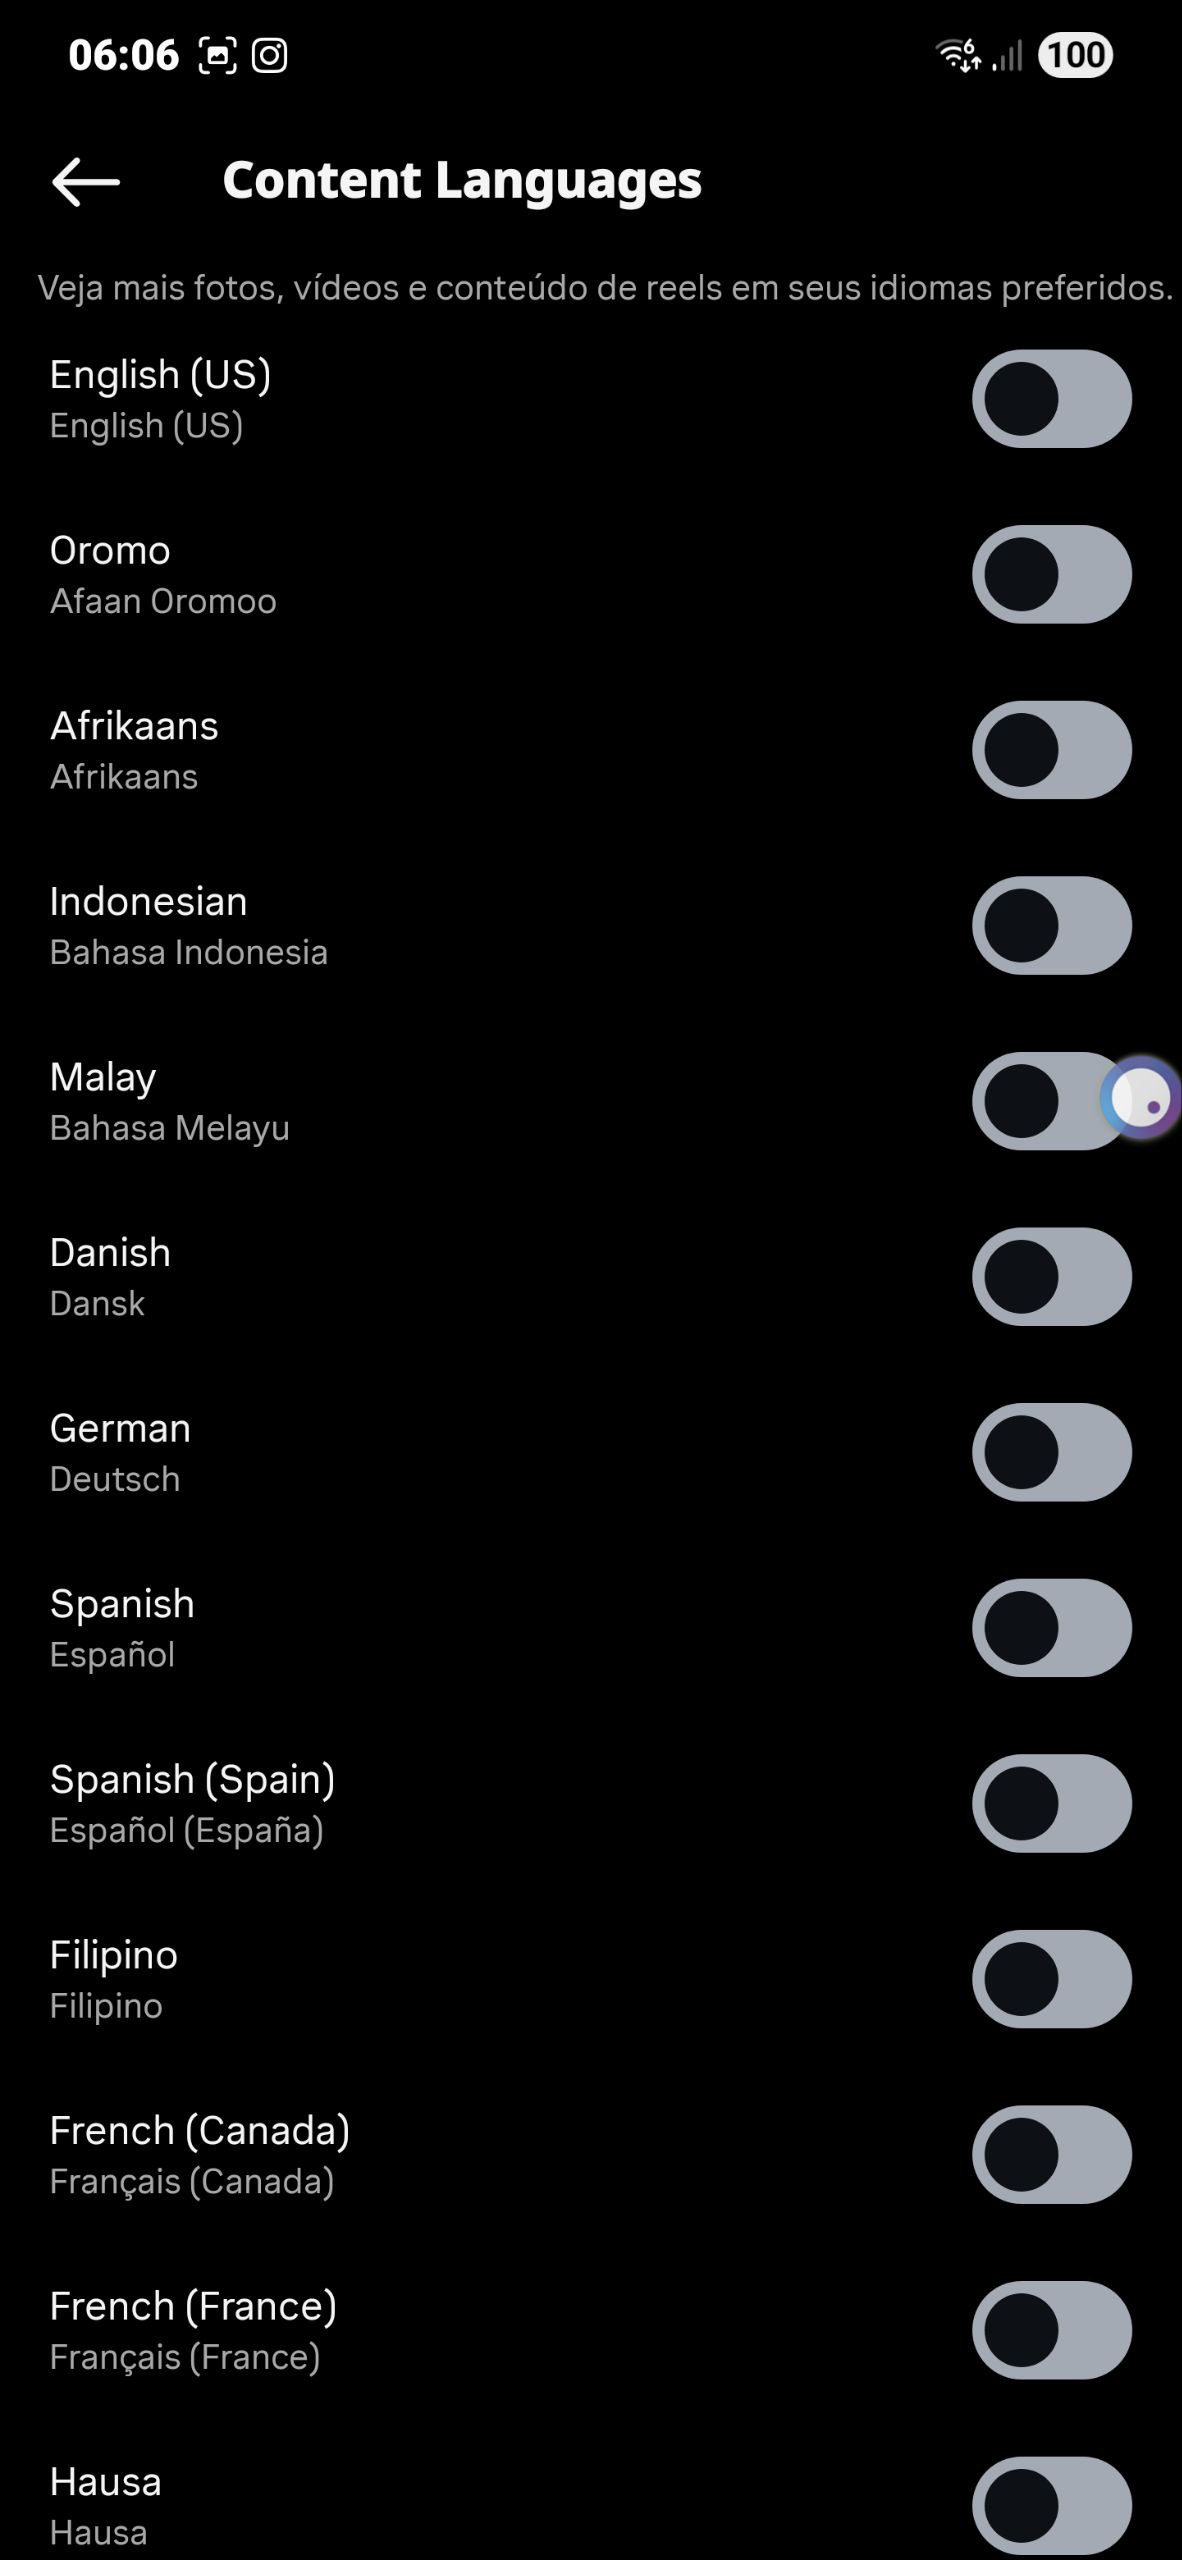 06:06
6
100
Content Languages
Veja mais fotos, vídeos e conteúdo de reels em seus idiomas preferidos.
English (US)
English (US)
Oromo
Afaan Oromoo
Afrikaans
Afrikaans
Indonesian
Bahasa Indonesia
Malay
Bahasa Melayu
Danish
Dansk
German
Deutsch
Spanish
Español
Spanish (Spain)
Español (España)
Filipino
Filipino
French (Canada)
Français (Canada)
French (France)
Français (France)
Hausa
Hausa